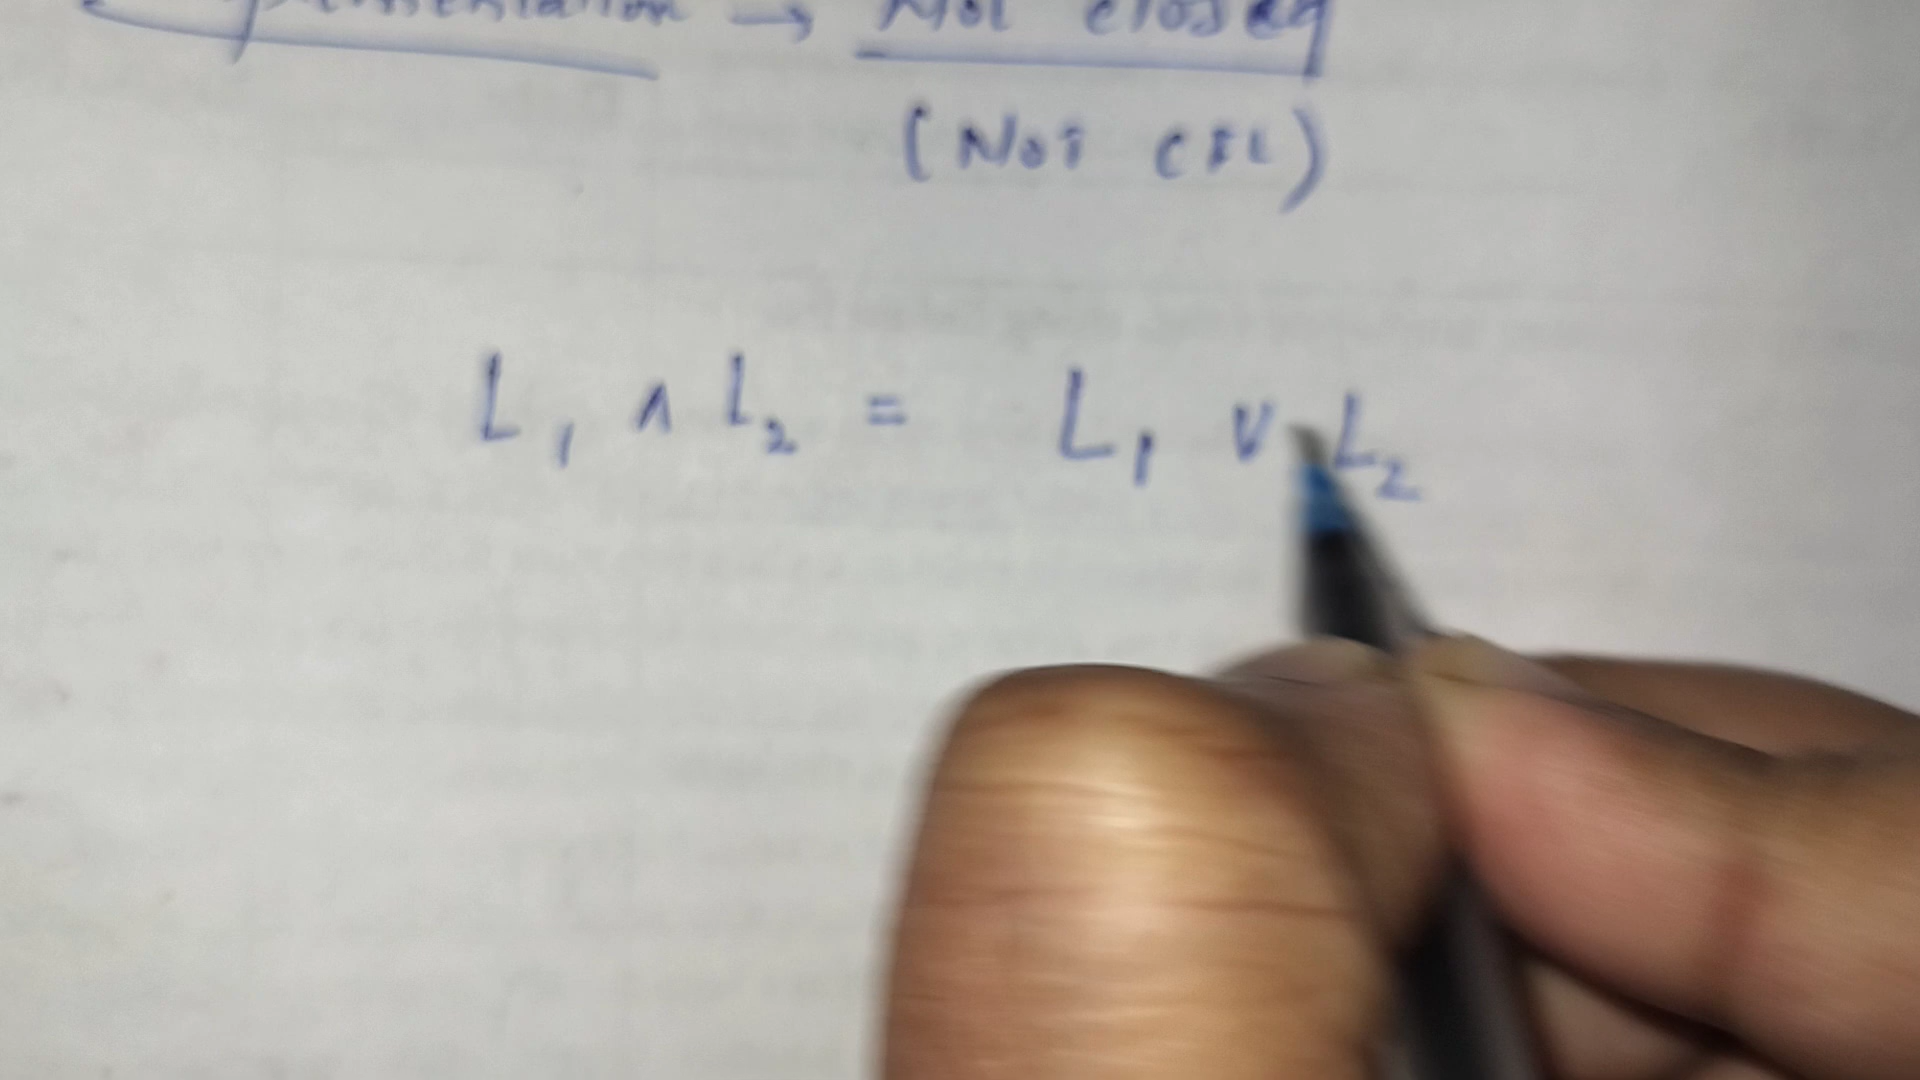 → Not closed
(Not CFL)
L₁ ∧ L₂ = L₁ ∨ L₂